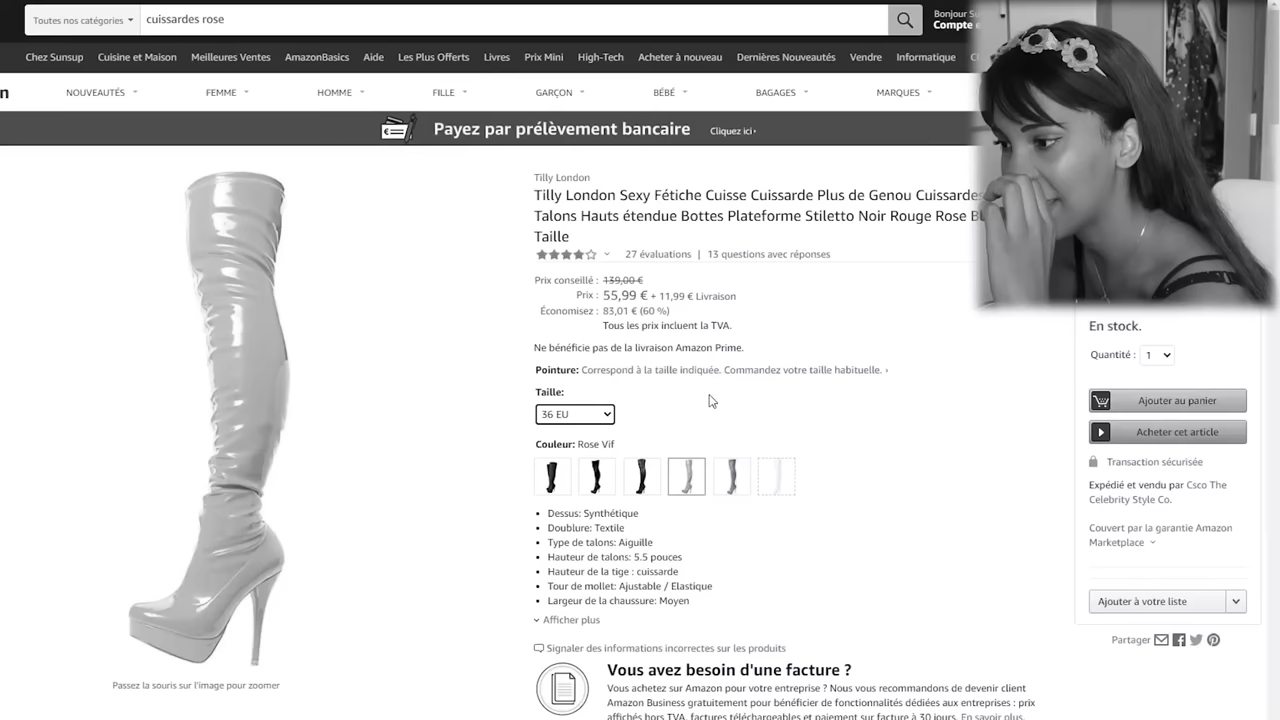 Toutes nos catégories
cuissardes rose
Bonjour
Compte
Chez Sunsup
Cuisine et Maison
Meilleures Ventes
AmazonBasics
Aide
Les Plus Offerts
Livres
Prix Mini
High-Tech
Acheter à nouveau
Dernières Nouveautés
Vendre
Informatique
n
NOUVEAUTÉS
FEMME
HOMME
FILLE
GARÇON
BÉBÉ
BAGAGES
MARQUES
Payez par prélèvement bancaire
Cliquez ici
Tilly London
Tilly London Sexy Fétiche Cuisse Cuissarde Plus de Genou Cuissardes
Talons Hauts étendue Bottes Plateforme Stiletto Noir Rouge Rose
Taille
27 évaluations | 13 questions avec réponses
Prix conseillé : 139,00 €
Prix : 55,99 € + 11,99 € Livraison
Économisez : 83,01 € (60 %)
Tous les prix incluent la TVA.
Ne bénéficie pas de la livraison Amazon Prime.
Pointure: Correspond à la taille indiquée. Commandez votre taille habituelle. ›
Taille:
36 EU
Couleur: Rose Vif
• Dessus: Synthétique
• Doublure: Textile
• Type de talons: Aiguille
• Hauteur de talons: 5.5 pouces
• Hauteur de la tige : cuissarde
• Tour de mollet: Ajustable / Elastique
• Largeur de la chaussure: Moyen
Afficher plus
Signaler des informations incorrectes sur les produits
Vous avez besoin d'une facture ?
Vous achetez sur Amazon pour votre entreprise ? Nous vous recommandons de devenir client
Amazon Business gratuitement pour bénéficier de fonctionnalités dédiées aux entreprises : prix
affichés hors TVA, factures téléchargeables et paiement sur facture à 30 jours. En savoir plus.
Passez la souris sur l'image pour zoomer
En stock.
Quantité : 1
Ajouter au panier
Acheter cet article
Transaction sécurisée
Expédié et vendu par Csco The
Celebrity Style Co.
Couvert par la garantie Amazon
Marketplace
Ajouter à votre liste
Partager